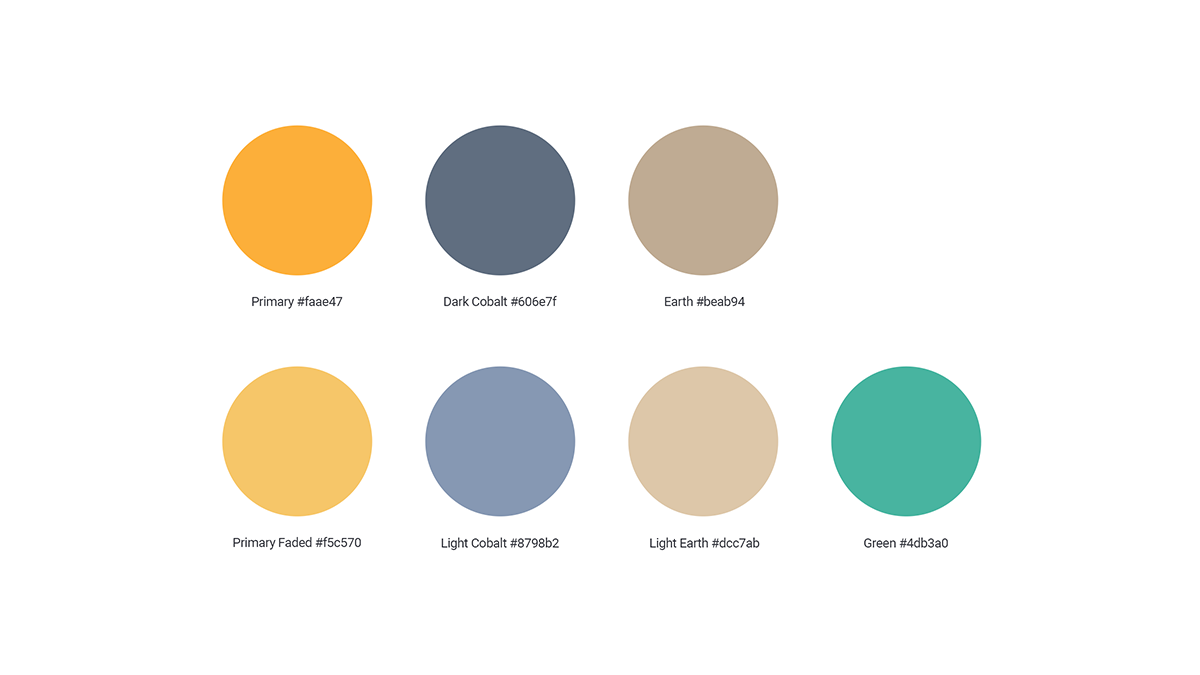 Primary #faae47
Dark Cobalt #606e7f
Earth #beab94
Primary Faded #f5c570
Light Cobalt #8798b2
Light Earth #dcc7ab
Green #4db3a0